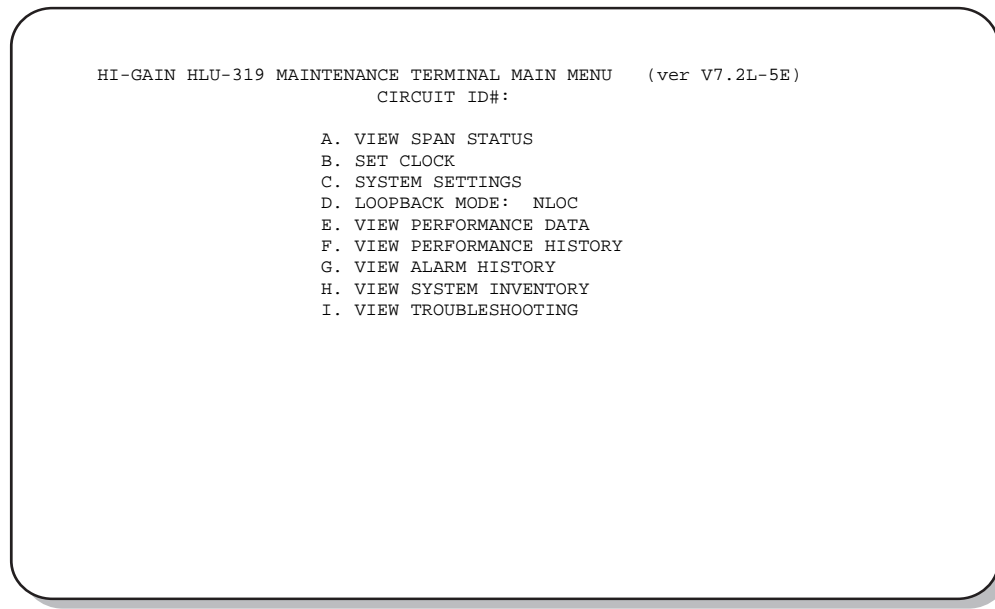 HI-GAIN HLU-319 MAINTENANCE TERMINAL MAIN MENU (ver V7.2L-5E)
CIRCUIT ID#:
A. VIEW SPAN STATUS
B. SET CLOCK
C. SYSTEM SETTINGS
D. LOOPBACK MODE: NLOC
E. VIEW PERFORMANCE DATA
F. VIEW PERFORMANCE HISTORY
G. VIEW ALARM HISTORY
H. VIEW SYSTEM INVENTORY
I. VIEW TROUBLESHOOTING